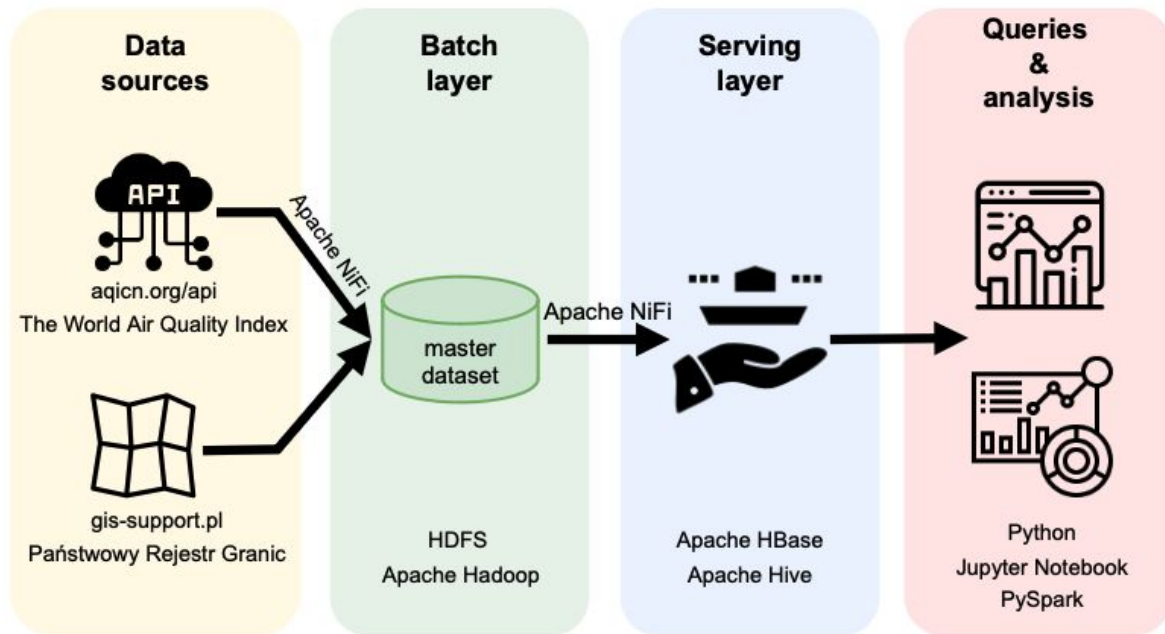 Data
sources
API
aqicn.org/api
The World Air Quality Index
gis-support.pl
Państwowy Rejestr Granic
Apache NiFi
Batch
layer
master
dataset
HDFS
Apache Hadoop
Apache NiFi
Serving
layer
Apache HBase
Apache Hive
Queries
&
analysis
Python
Jupyter Notebook
PySpark